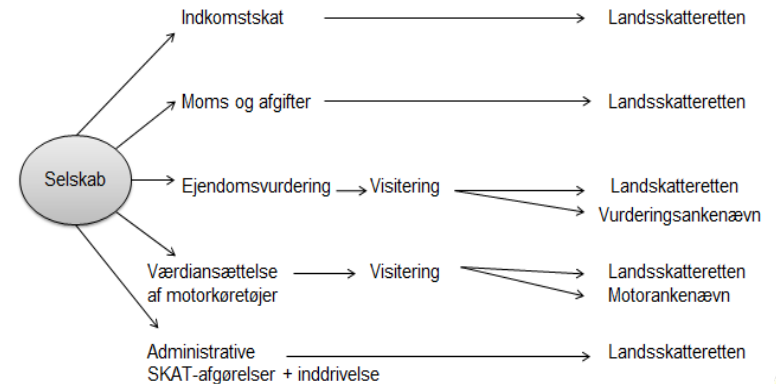 Indkomstskat
Landsskatteretten
Moms og afgifter
Landsskatteretten
Selskab
Ejendomsvurdering
Visitering
Landskatteretten
Vurderingsankenævn
Værdiansættelse
af motorkøretøjer
Visitering
Landsskatteretten
Motorankenævn
Administrative
SKAT-afgørelser + inddrivelse
Landsskatteretten